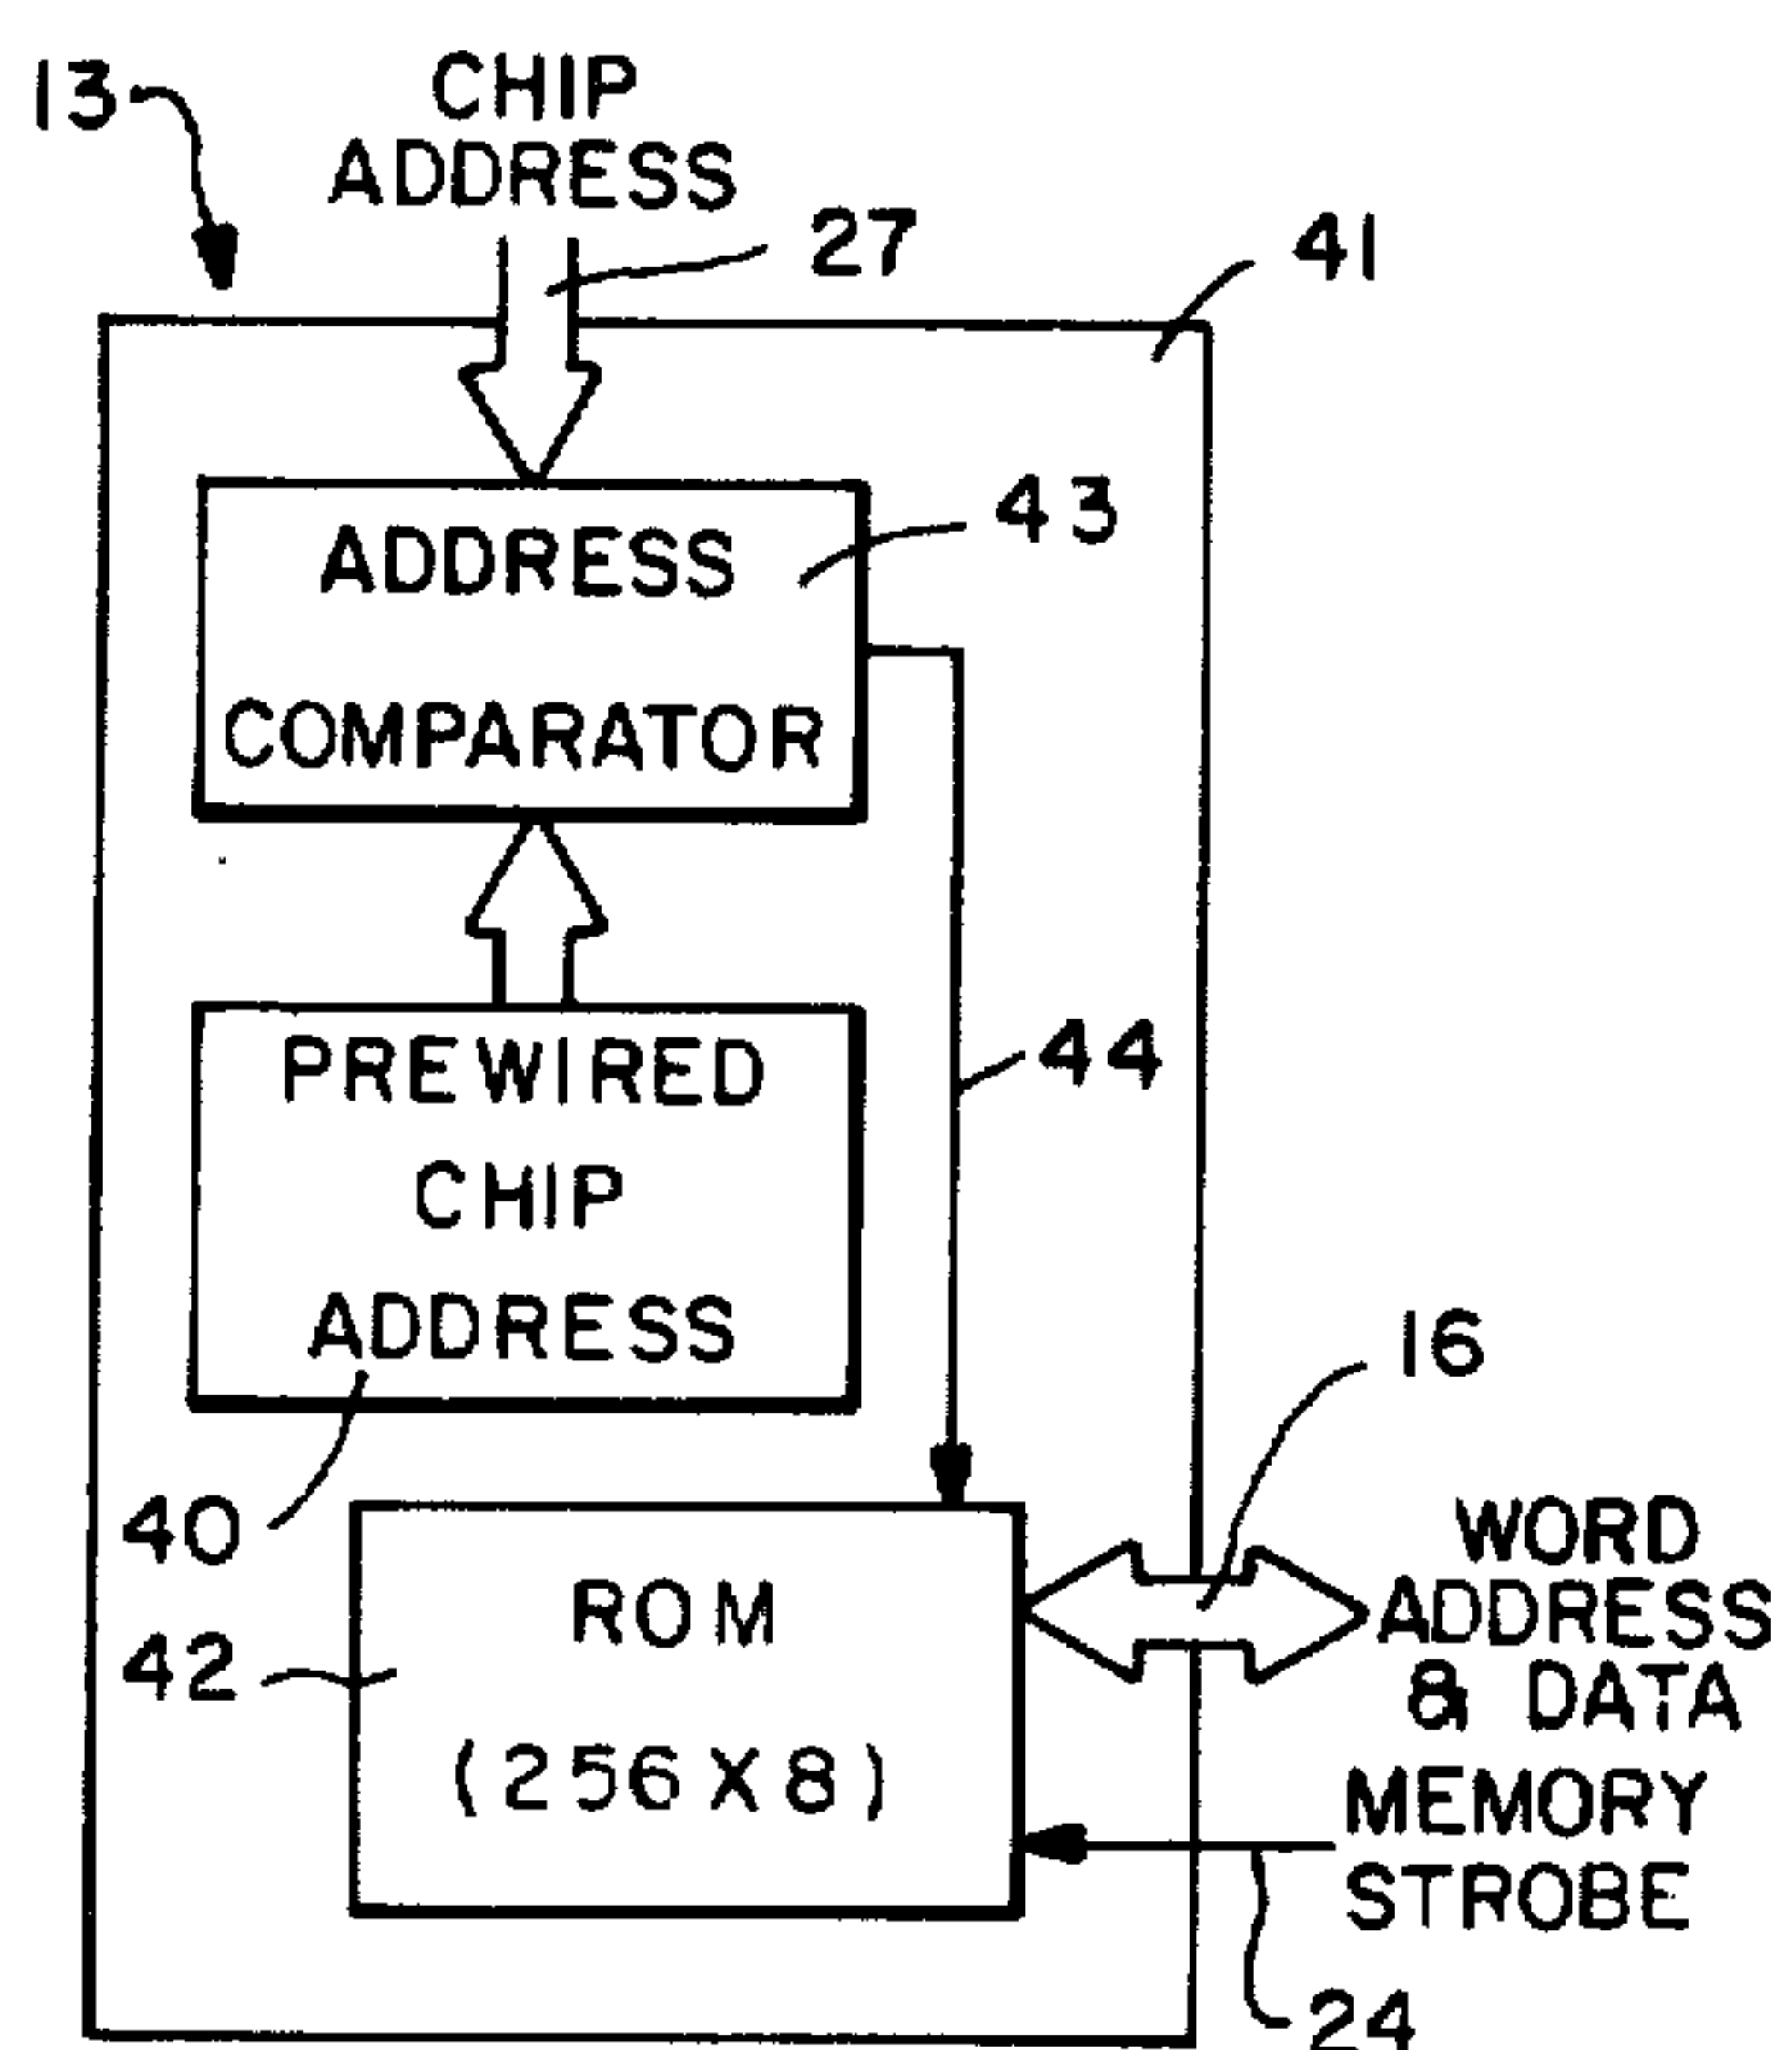 13
CHIP
ADDRESS
27
41
ADDRESS
43
COMPARATOR
PREWIRED
44
CHIP
ADDRESS
16
40
WORD
ROM
ADDRESS
42
& DATA
(256X8)
MEMORY
STROBE
24